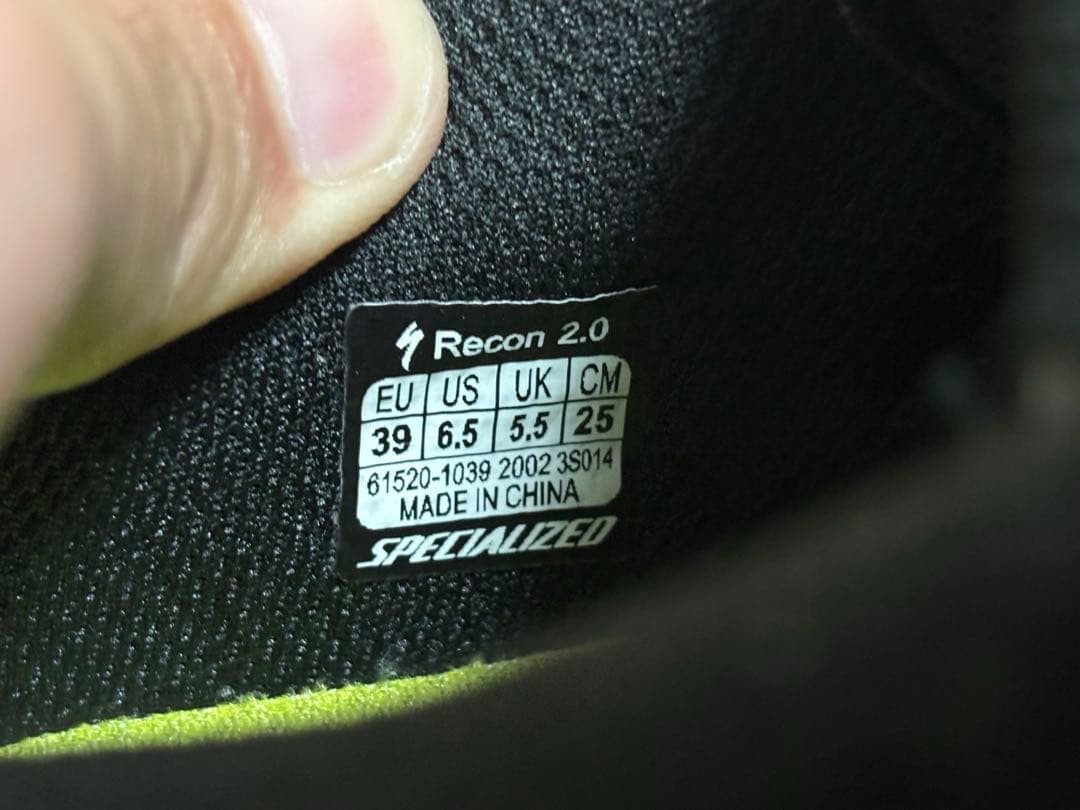 Recon 2.0
EU US UK CM
39 6.5 5.5 25
61520-1039 2002 3S014
MADE IN CHINA
SPECIALIZED